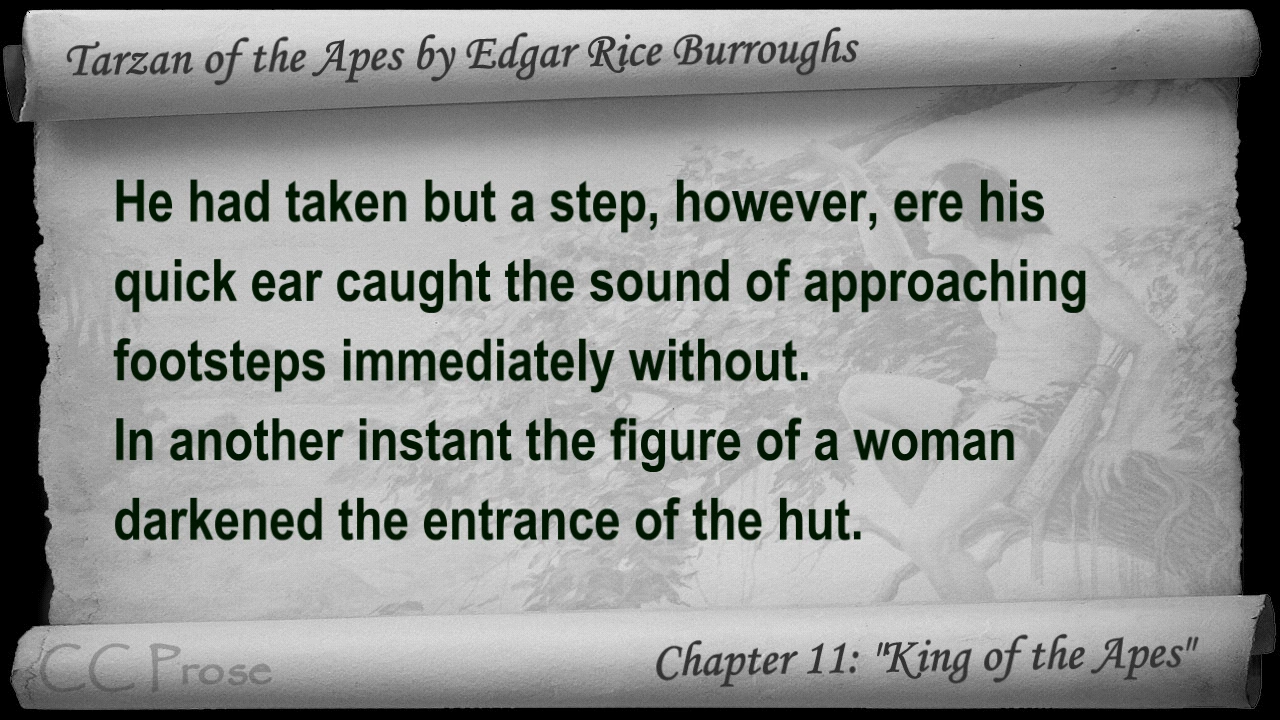 Tarzan of the Apes by Edgar Rice Burroughs
He had taken but a step, however, ere his
quick ear caught the sound of approaching
footsteps immediately without.
In another instant the figure of a woman
darkened the entrance of the hut.
CC Prose
Chapter 11: "King of the Apes"